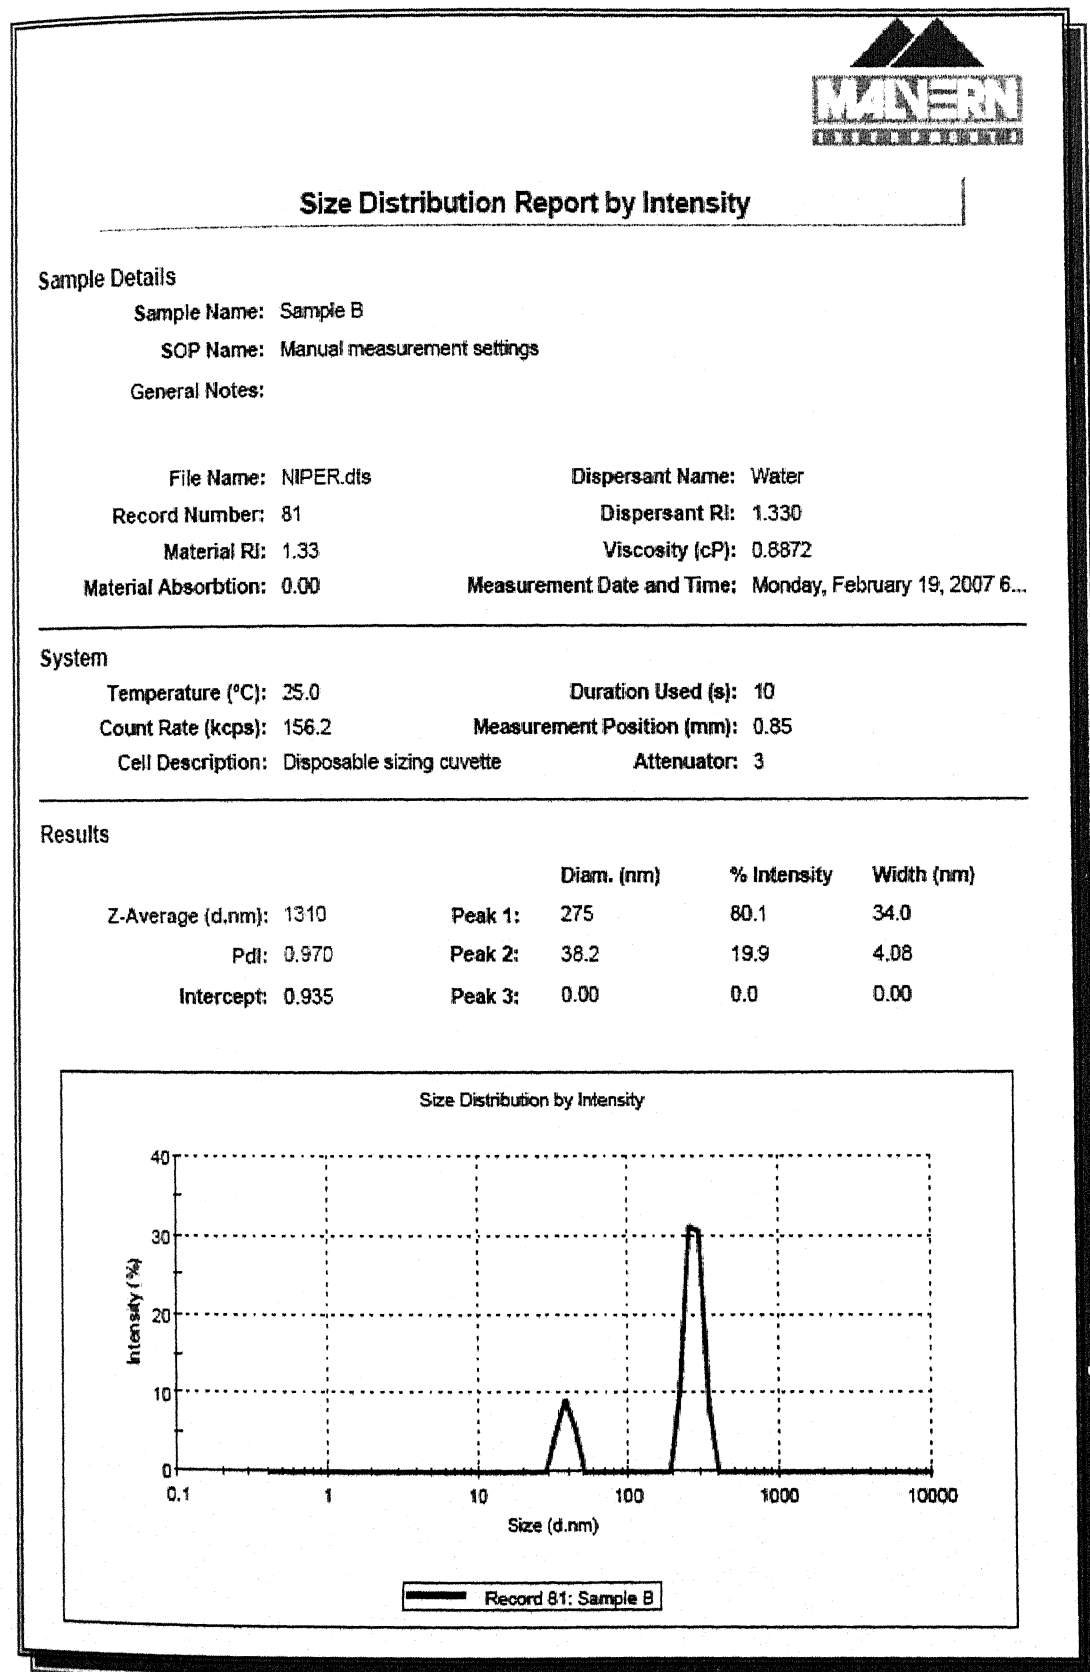 MALVERN
INSTRUMENTS
Size Distribution Report by Intensity
Sample Details
Sample Name: Sample B
SOP Name: Manual measurement settings
General Notes:
File Name: NIPER.dts Dispersant Name: Water
Record Number: 81 Dispersant RI: 1.330
Material RI: 1.33 Viscosity (cP): 0.8872
Material Absorbtion: 0.00 Measurement Date and Time: Monday, February 19, 2007 6...
System
Temperature (ºC): 25.0 Duration Used (s): 10
Count Rate (kcps): 156.2 Measurement Position (mm): 0.85
Cell Description: Disposable sizing cuvette Attenuator: 3
Results
Diam. (nm) % Intensity Width (nm)
Z-Average (d.nm): 1310 Peak 1: 275 80.1 34.0
PdI: 0.970 Peak 2: 38.2 19.9 4.08
Intercept: 0.935 Peak 3: 0.00 0.0 0.00
Size Distribution by Intensity
40
30
20
10
0
Intensity (%)
0.1 1 10 100 1000 10000
Size (d.nm)
Record 81: Sample B